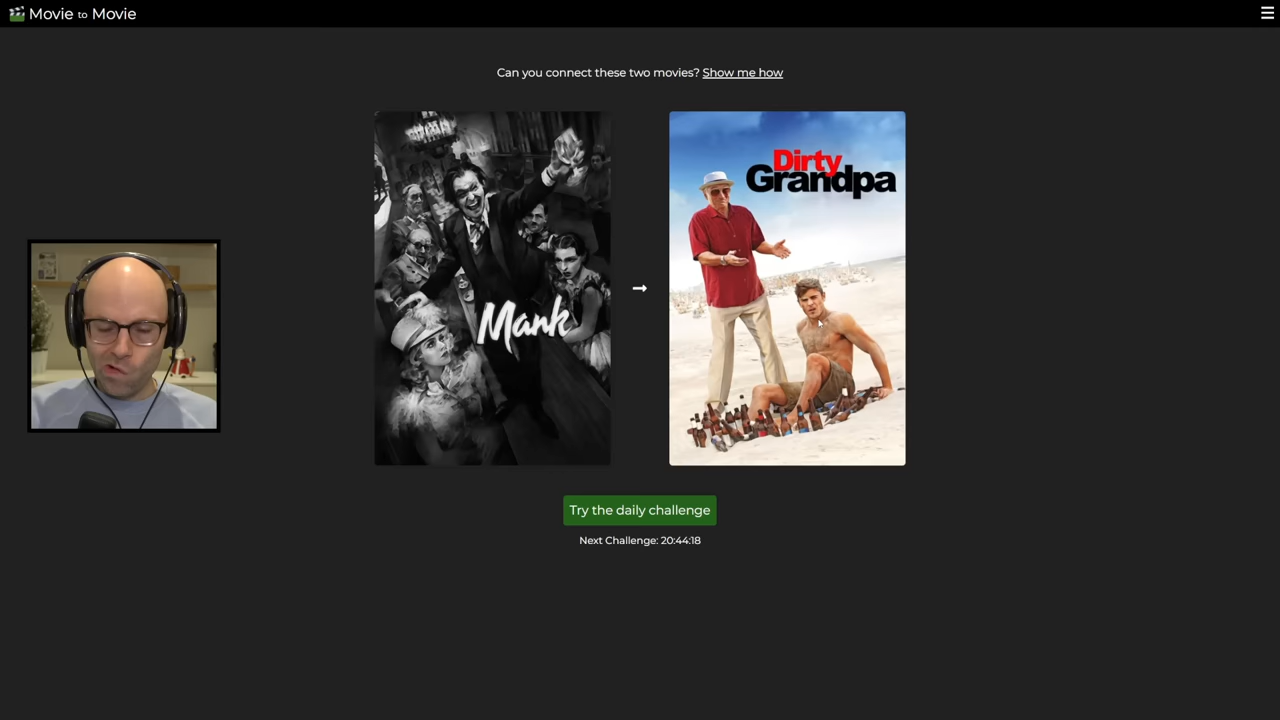 Movie to Movie
Can you connect these two movies? Show me how
Mank
Dirty
Grandpa
Try the daily challenge
Next Challenge: 20:44:18